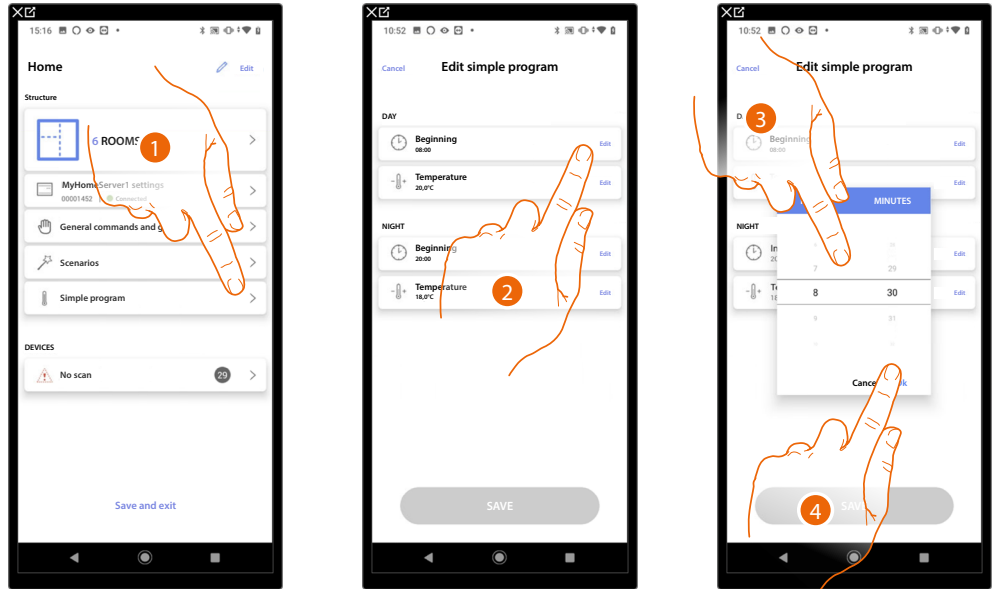 15:16
Home
Edit
Structure
6 ROOMS
1
MyHomeServer1 settings
00001452 | Connected
General commands and g
Scenarios
Simple program
DEVICES
No scan
29
Save and exit
10:52
Cancel
Edit simple program
DAY
Beginning
08:00
Edit
Temperature
20,0°C
Edit
NIGHT
Beginning
20:00
Edit
Temperature
18,0°C
Edit
2
SAVE
10:52
Cancel
Edit simple program
3
Beginning
08:00
Edit
Edit
MINUTES
NIGHT
7
29
Edit
8
30
Edit
9
31
Cance
SAV
4